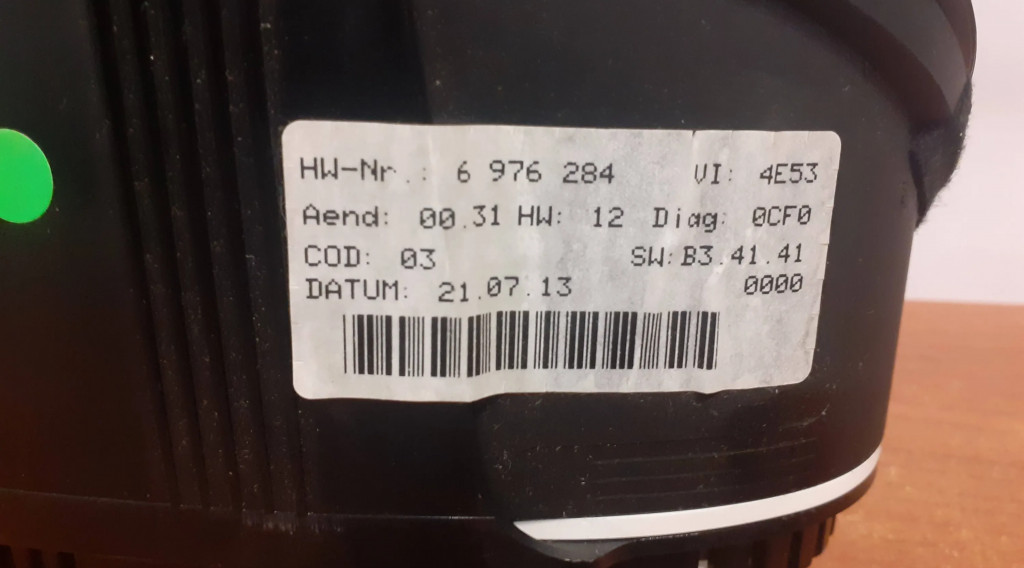 HW-Nr.: 6 976 284 VI: 4E53
Aend: 00.31 HW: 12 Diag: 0CF0
COD: 03 SW:B3.41.41
DATUM: 21.07.13 0000